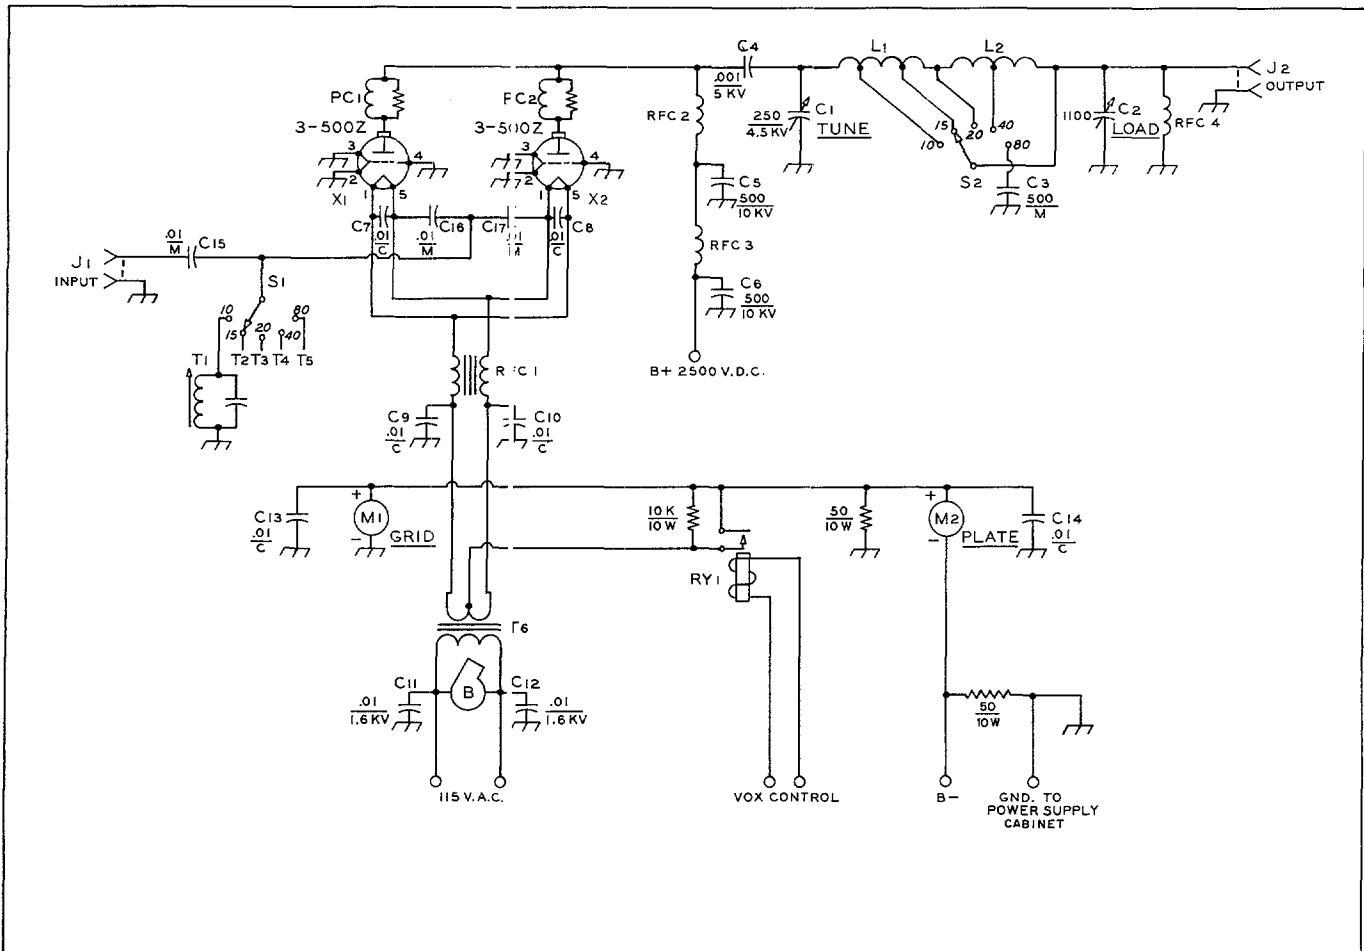 C4
.001
5 KV
L1
L2
J2
OUTPUT
PC1
PC2
3-500Z
3-500Z
RFC 2
250
4.5 KV
C1
TUNE
15
20
40
10
80
S2
1100
C2
LOAD
RFC 4
3
4
2
1
5
X1
3
4
2
1
5
X2
C5
500
10 KV
C3
500
M
C7
.01
C
C16
.01
M
C17
.01
M
C8
.01
C
RFC 3
.01
M
C15
J1
INPUT
S1
10
80
15
20
40
T1
T2
T3
T4
T5
C6
500
10 KV
B+ 2500 V.D.C.
RFC 1
C9
.01
C
C10
.01
C
C13
.01
C
+
M1
-
GRID
10 K
10 W
50
10 W
+
M2
-
PLATE
C14
.01
C
RY1
T6
C11
.01
1.6 KV
B
C12
.01
1.6 KV
50
10W
115 V.A.C.
VOX CONTROL
B-
GND. TO
POWER SUPPLY
CABINET